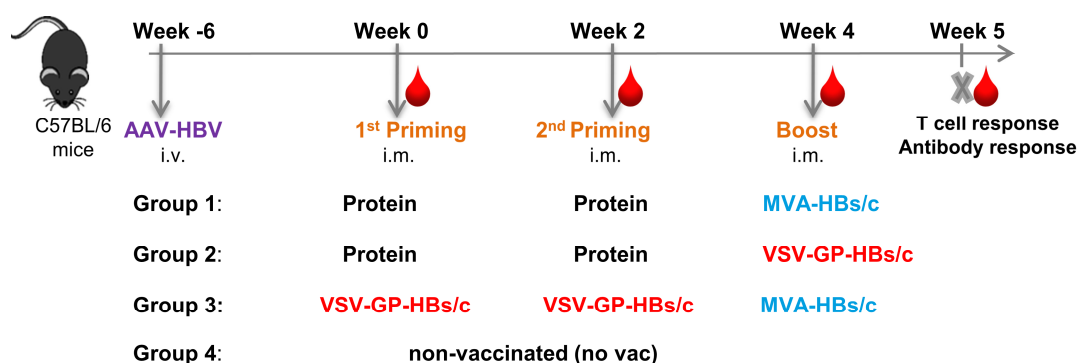 Week -6 Week 0 Week 2 Week 4 Week 5
C57BL/6
mice
AAV-HBV 1st Priming 2nd Priming Boost
i.v. i.m. i.m. i.m.
T cell response
Antibody response
Group 1: Protein Protein MVA-HBs/c
Group 2: Protein Protein VSV-GP-HBs/c
Group 3: VSV-GP-HBs/c VSV-GP-HBs/c MVA-HBs/c
Group 4: non-vaccinated (no vac)